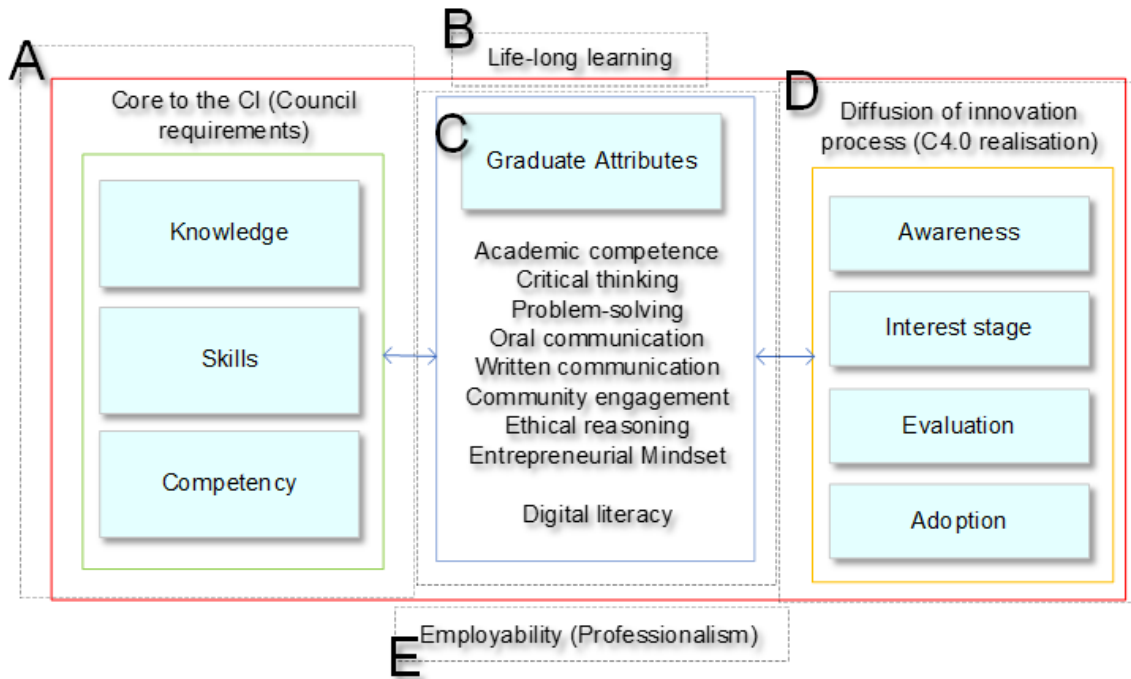 A
Core to the CI (Council
requirements)
Knowledge
Skills
Competency
B
Life-long learning
C
Graduate Attributes
Academic competence
Critical thinking
Problem-solving
Oral communication
Written communication
Community engagement
Ethical reasoning
Entrepreneurial Mindset
Digital literacy
D
Diffusion of innovation
process (C4.0 realisation)
Awareness
Interest stage
Evaluation
Adoption
E
Employability (Professionalism)